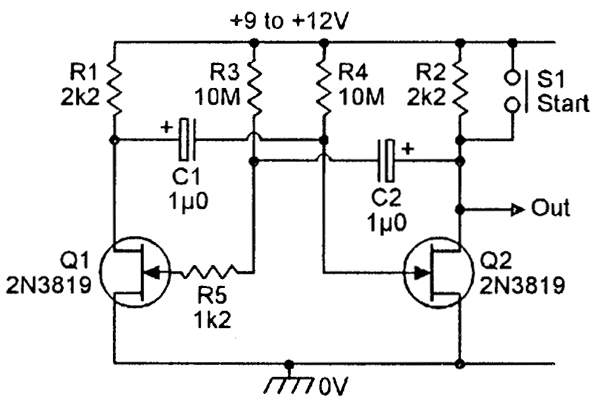 +9 to +12V
R1
2k2
R3
10M
R4
10M
R2
2k2
S1
Start
+
C1
1µ0
+
C2
1µ0
Out
Q1
2N3819
R5
1k2
Q2
2N3819
0V